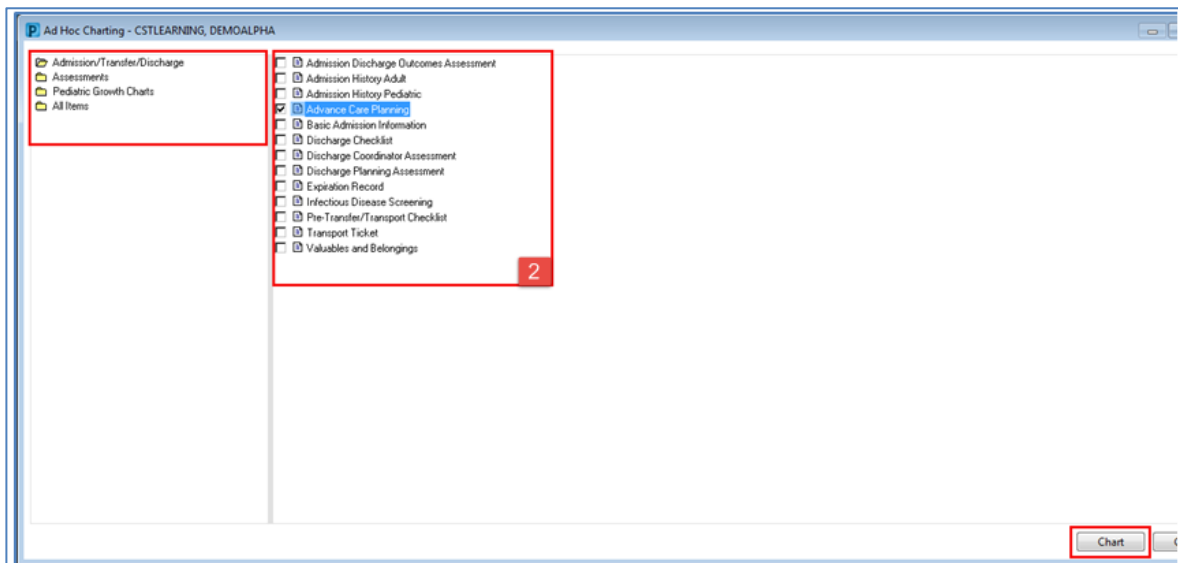 P Ad Hoc Charting - CSTLEARNING, DEMOALPHA
Admission/Transfer/Discharge
Assessments
Pediatric Growth Charts
All Items
Admission Discharge Outcomes Assessment
Admission History Adult
Admission History Pediatric
Advance Care Planning
Basic Admission Information
Discharge Checklist
Discharge Coordinator Assessment
Discharge Planning Assessment
Expiration Record
Infectious Disease Screening
Pre-Transfer/Transport Checklist
Transport Ticket
Valuables and Belongings
2
Chart